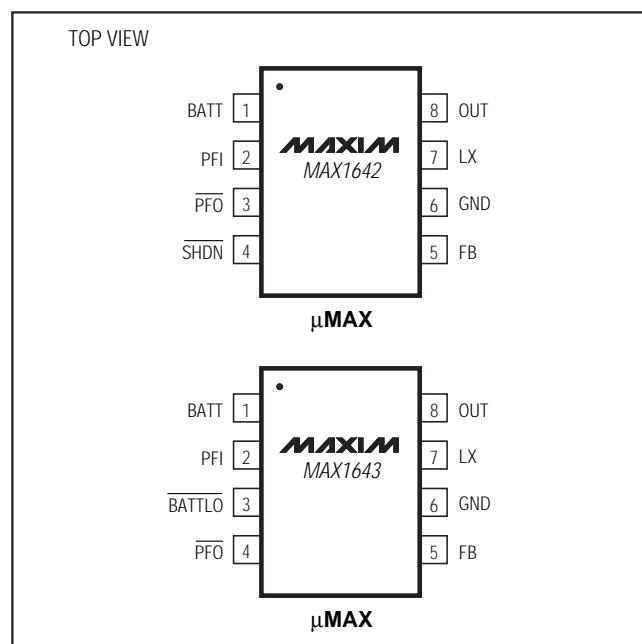 TOP VIEW
BATT 1 8 OUT
MAXIM
PFI 2 7 LX
MAX1642
PFO 3 6 GND
SHDN 4 5 FB
μMAX
BATT 1 8 OUT
MAXIM
PFI 2 7 LX
MAX1643
BATTLO 3 6 GND
PFO 4 5 FB
μMAX